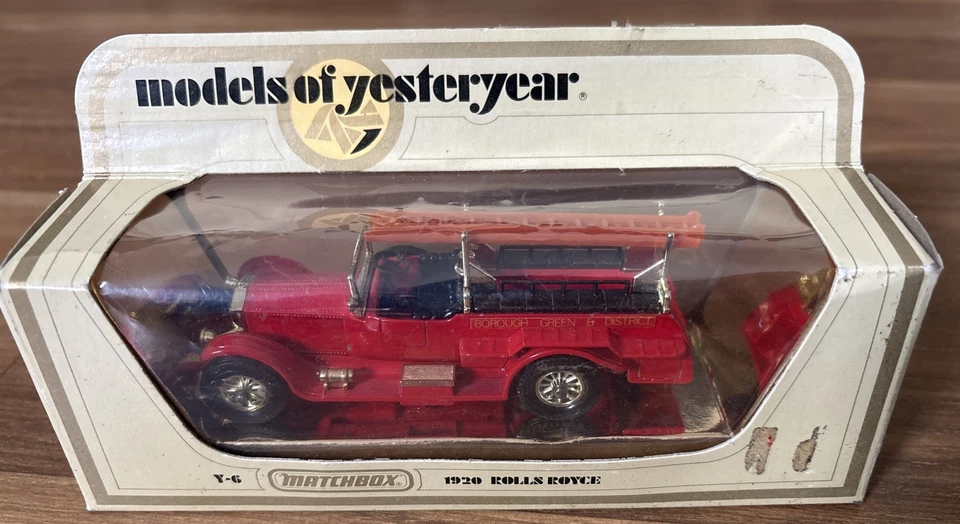 models of yesteryear®
BOROUGH GREEN & DISTRICT
Y-6 MATCHBOX® 1920 ROLLS ROYCE